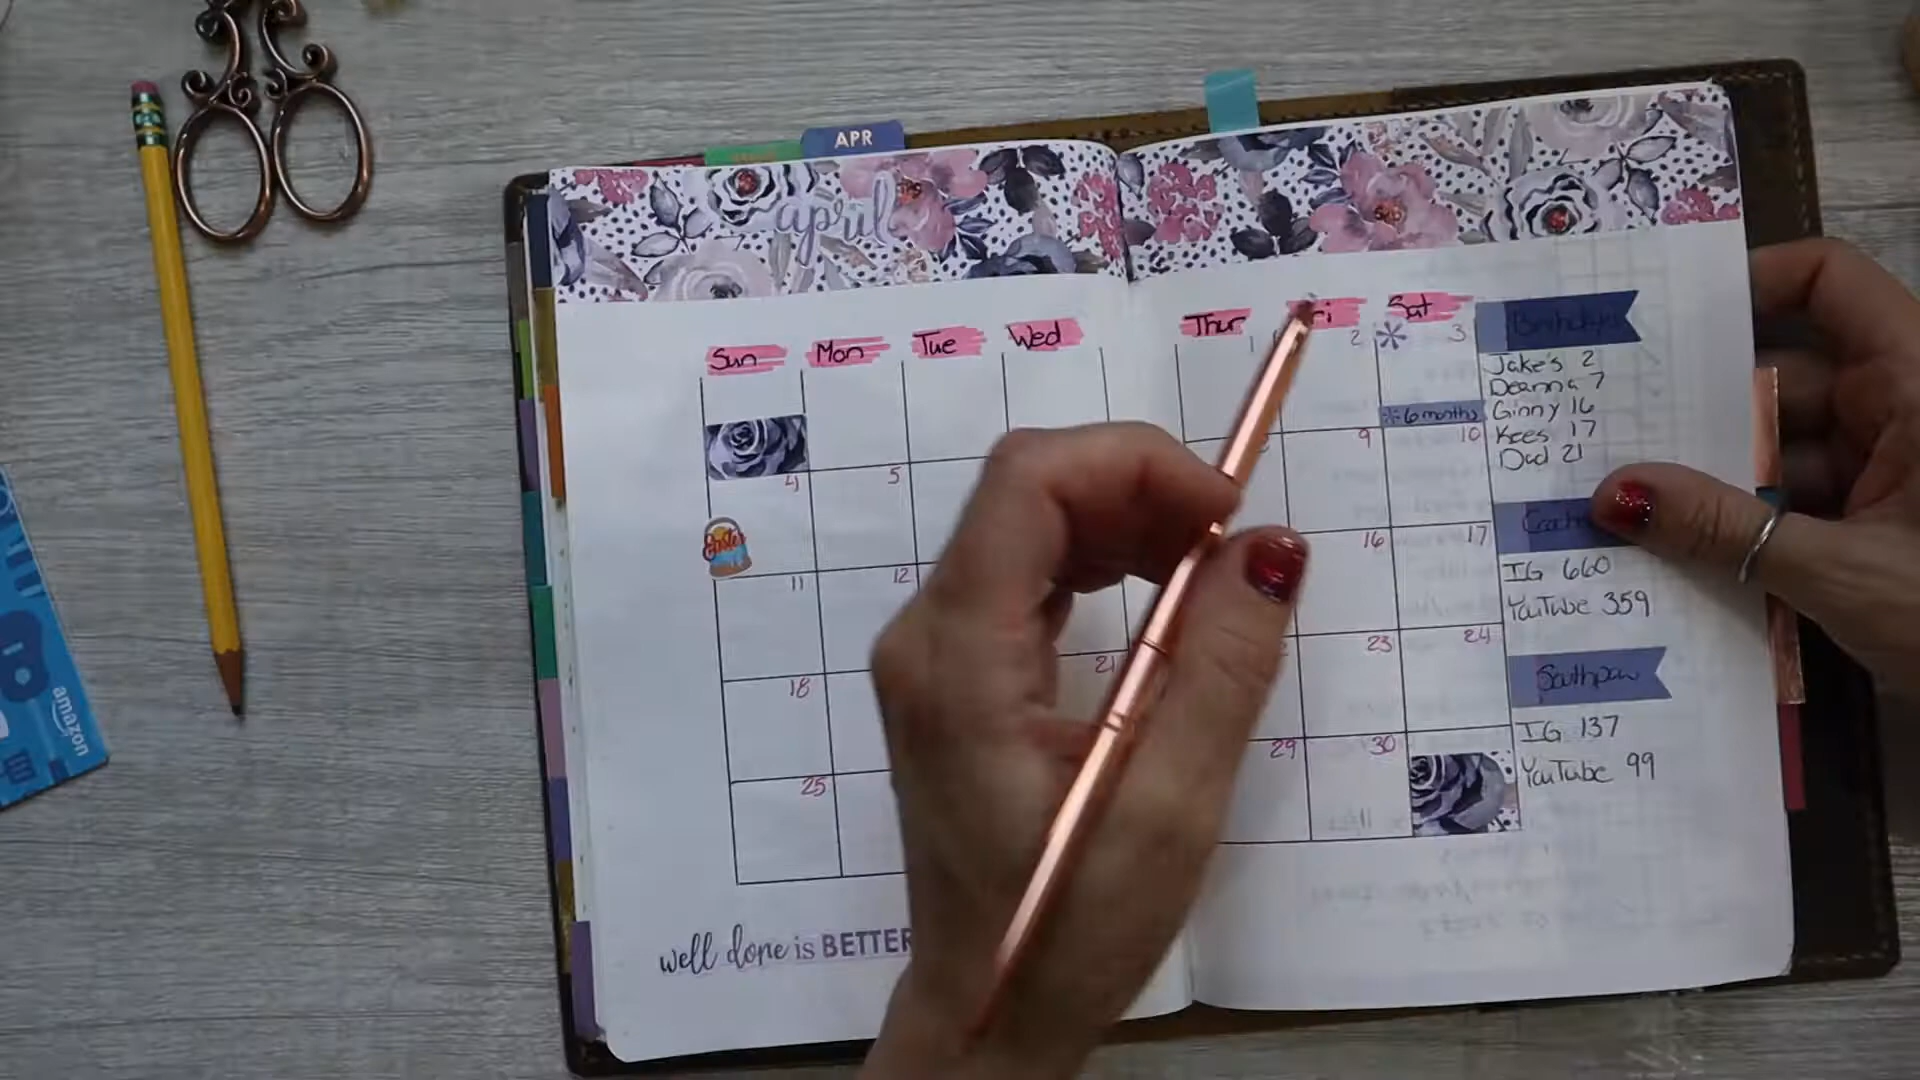 APR
april
Sun Mon Tue Wed Thur Fri Sat
2 3
Birthdays
Jake's 2
Deanna 7
Ginny 16
Kees 17
Dad 21
6 months
4 5 9 10
Easter
11 12 16 17
IG 660
YouTube 359
18 21 23 24
Southpaw
25 29 30
IG 137
YouTube 99
well done is BETTER
amazon